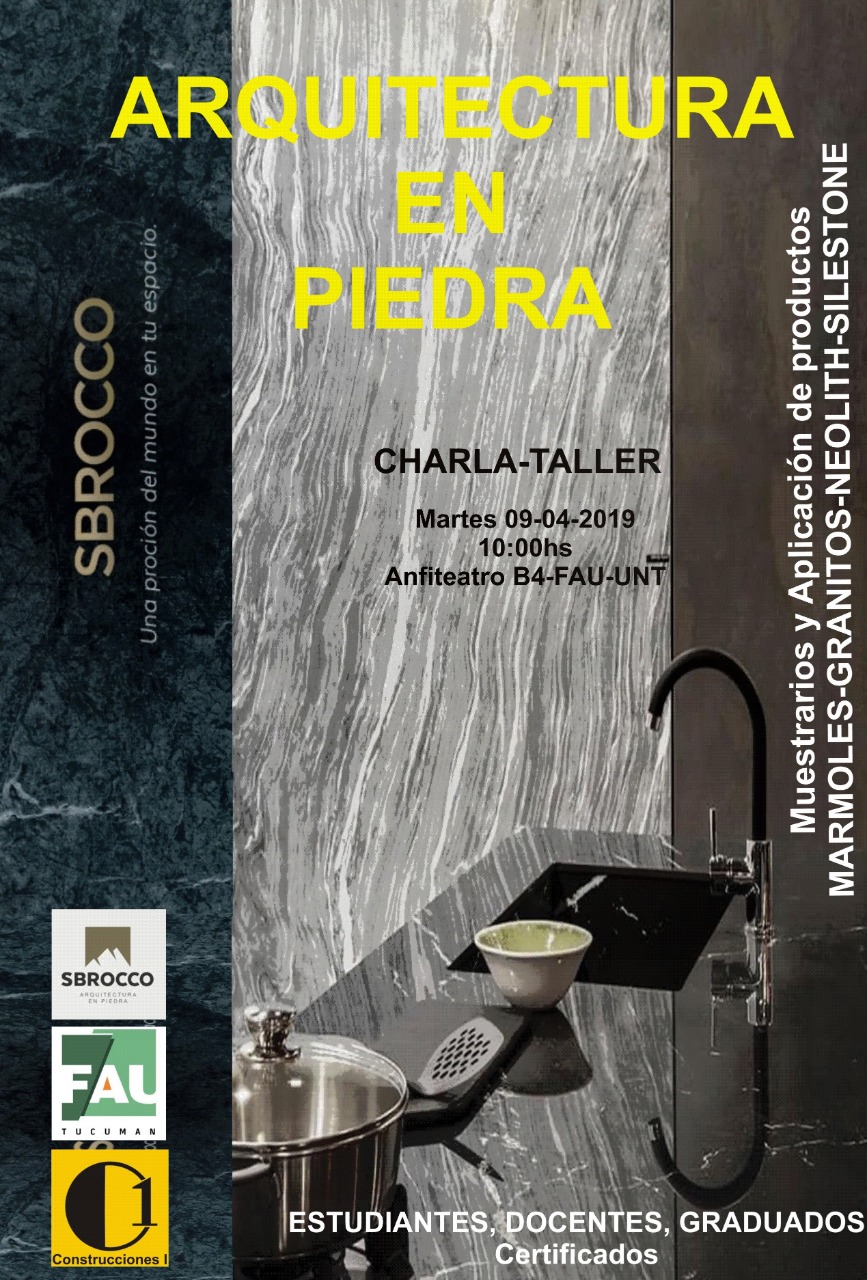 ARQUITECTURA
EN
PIEDRA
SBROCCO
Una proción del mundo en tu espacio.
CHARLA-TALLER
Martes 09-04-2019
10:00hs
Anfiteatro B4-FAU-UNT
Muestrarios y Aplicación de productos
MARMOLES-GRANITOS-NEOLITH-SILESTONE
SBROCCO
ARQUITECTURA
EN PIEDRA
FAU
TUCUMAN
C1
Construcciones I
ESTUDIANTES, DOCENTES, GRADUADOS
Certificados